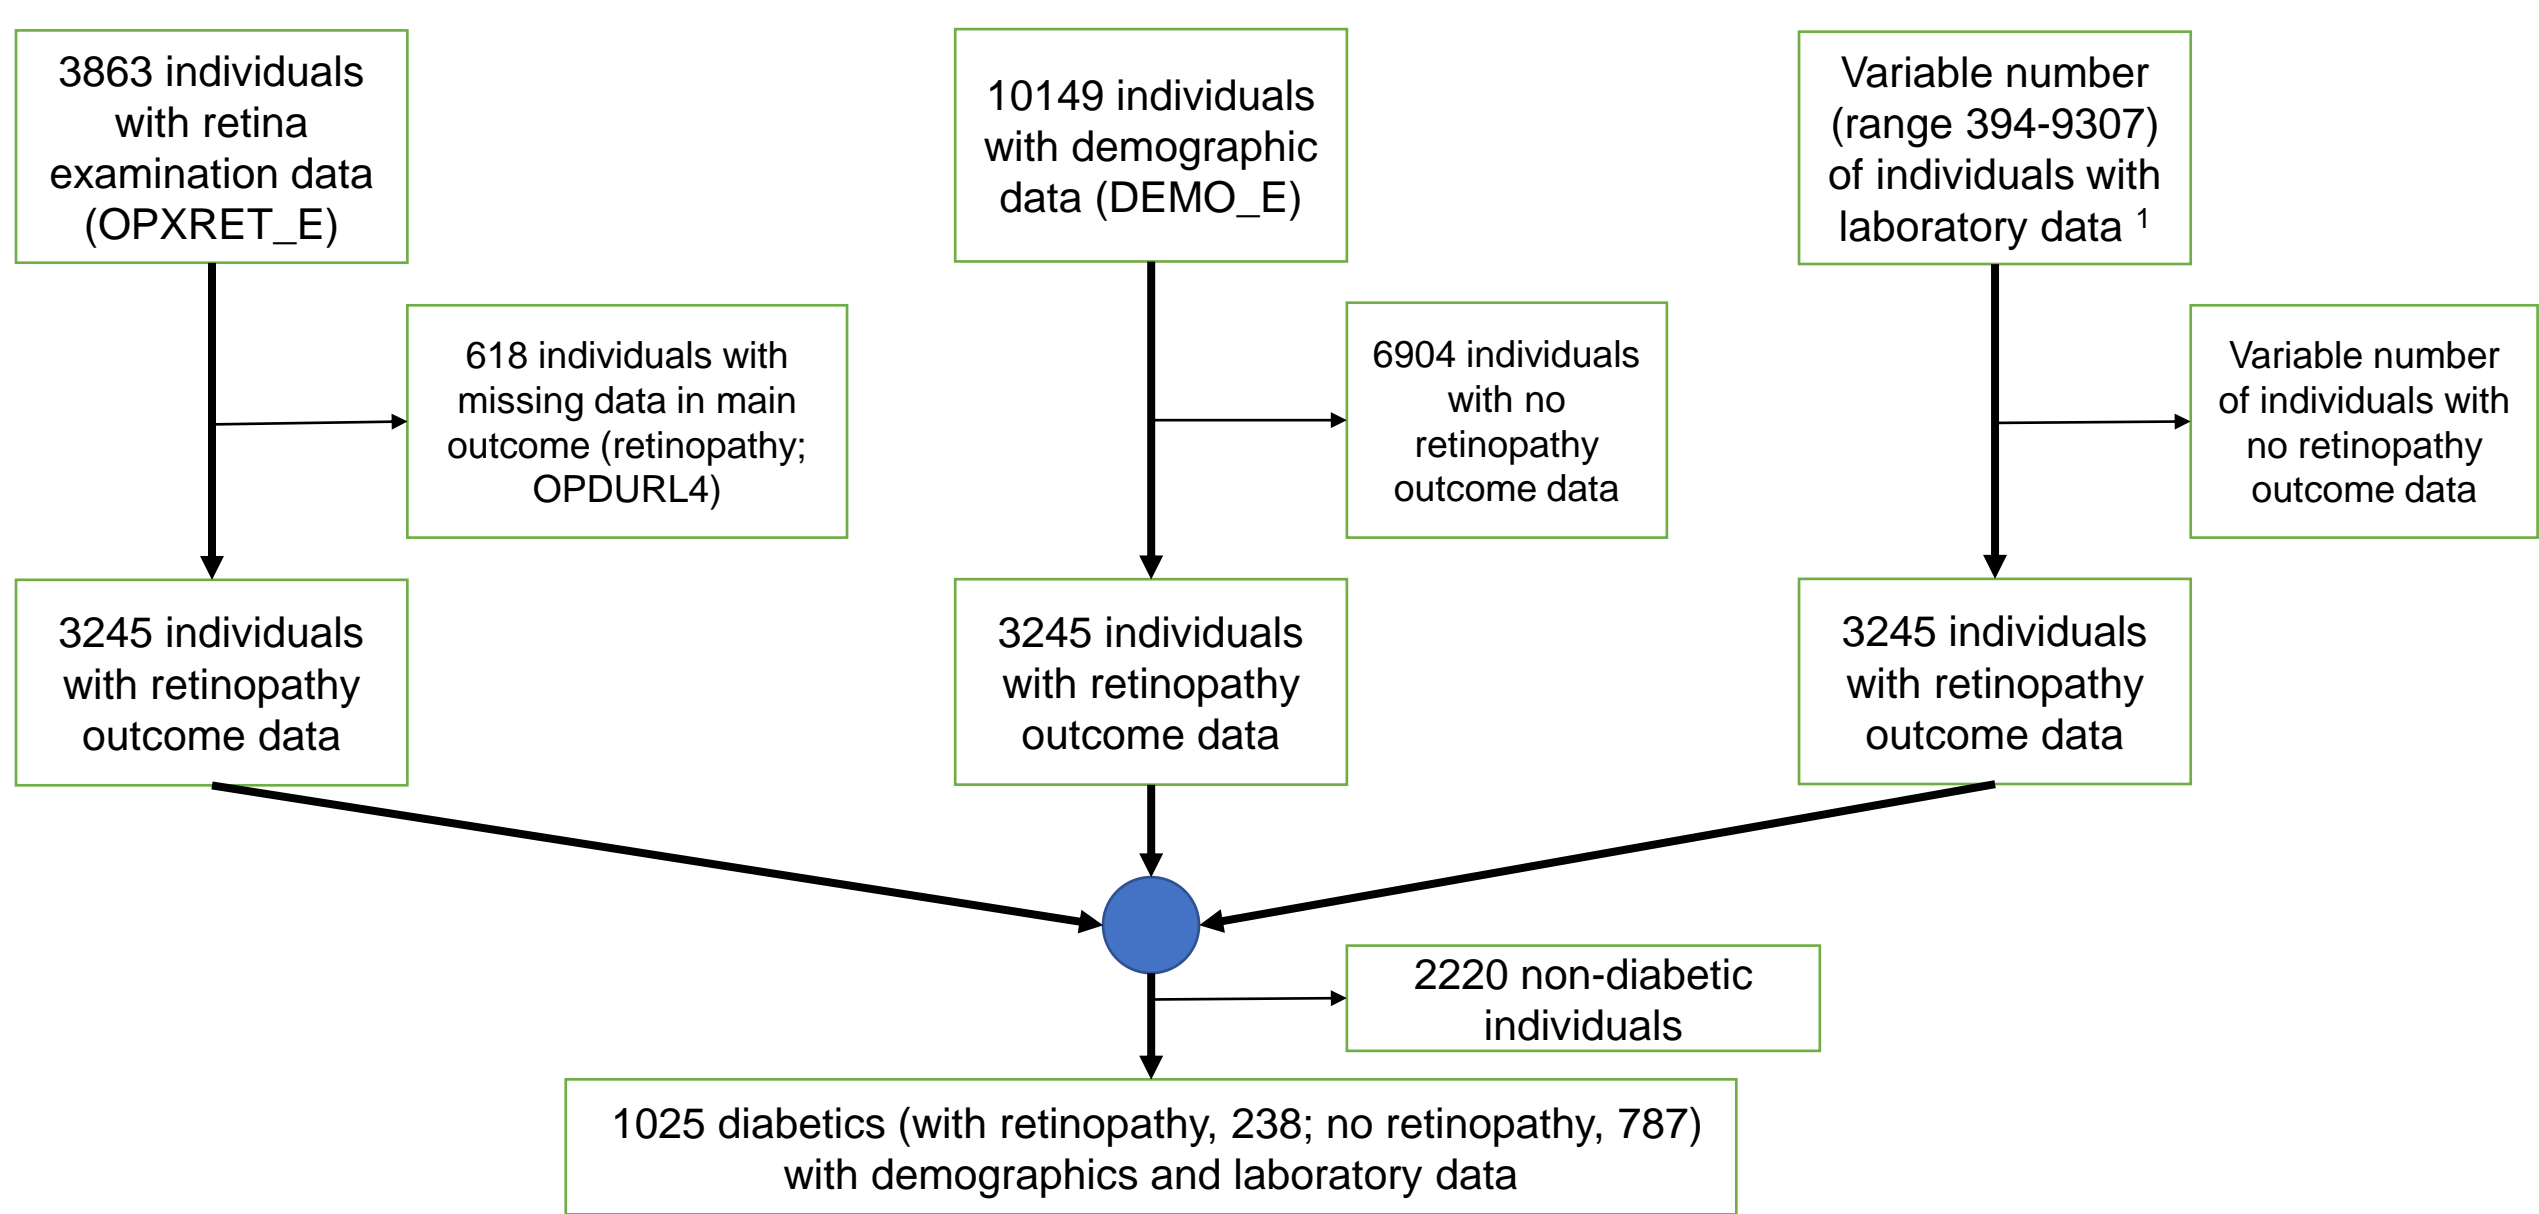 3863 individuals
with retina
examination data
(OPXRET_E)
10149 individuals
with demographic
data (DEMO_E)
Variable number
(range 394-9307)
of individuals with
laboratory data 1
618 individuals with
missing data in main
outcome (retinopathy;
OPDURL4)
6904 individuals
with no
retinopathy
outcome data
Variable number
of individuals with
no retinopathy
outcome data
3245 individuals
with retinopathy
outcome data
3245 individuals
with retinopathy
outcome data
3245 individuals
with retinopathy
outcome data
2220 non-diabetic
individuals
1025 diabetics (with retinopathy, 238; no retinopathy, 787)
with demographics and laboratory data